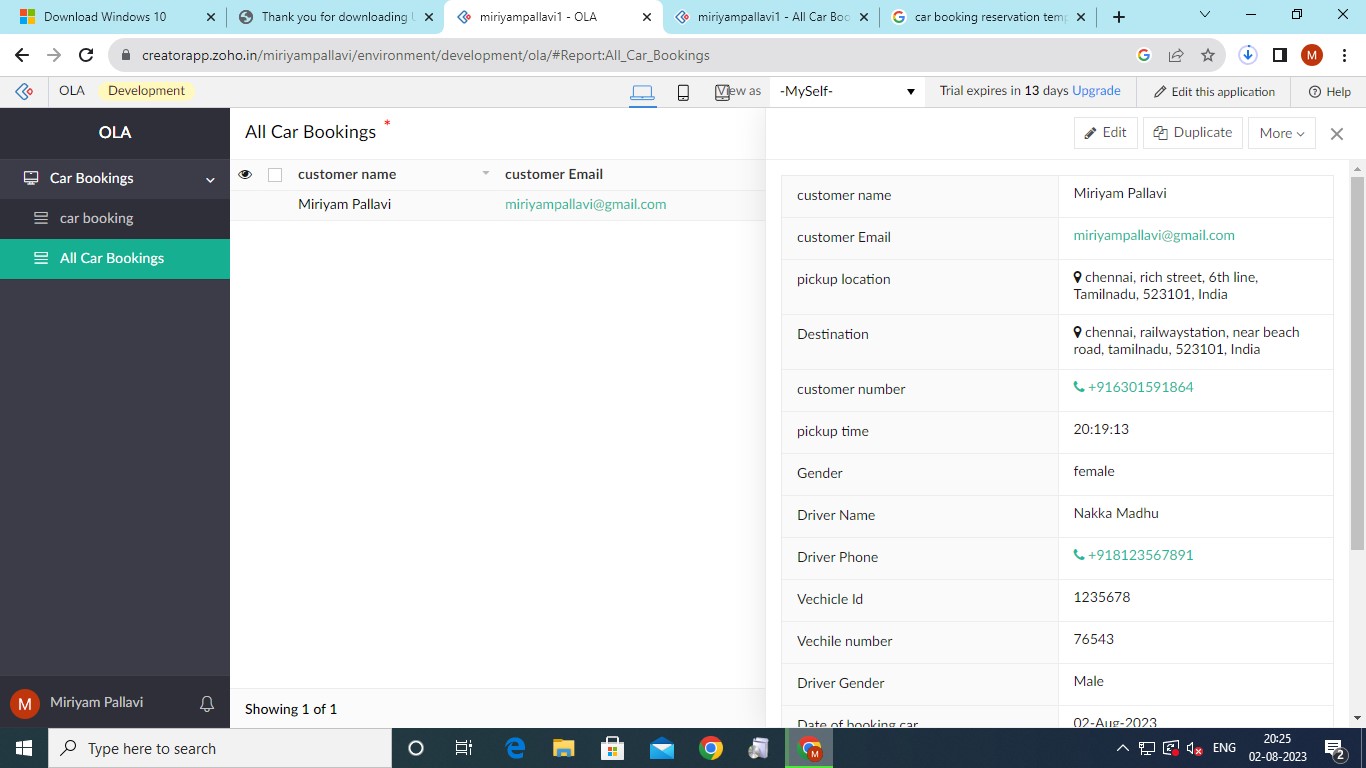 Download Windows 10
Thank you for downloading
miriyampallavi1 - OLA
miriyampallavi1 - All Car Boo
car booking reservation temp
creatorapp.zoho.in/miriyampallavi/environment/development/ola/#Report:All_Car_Bookings
M
OLA
Development
View as
-MySelf-
Trial expires in 13 days Upgrade
Edit this application
Help
OLA
Car Bookings
car booking
All Car Bookings
M
Miriyam Pallavi
All Car Bookings *
customer name
customer Email
Miriyam Pallavi
miriyampallavi@gmail.com
Showing 1 of 1
Edit
Duplicate
More
customer name
Miriyam Pallavi
customer Email
miriyampallavi@gmail.com
pickup location
chennai, rich street, 6th line,
Tamilnadu, 523101, India
Destination
chennai, railwaystation, near beach
road, tamilnadu, 523101, India
customer number
+916301591864
pickup time
20:19:13
Gender
female
Driver Name
Nakka Madhu
Driver Phone
+918123567891
Vechicle Id
1235678
Vechile number
76543
Driver Gender
Male
Date of booking car
02-Aug-2023
Type here to search
M
ENG
20:25
02-08-2023
2